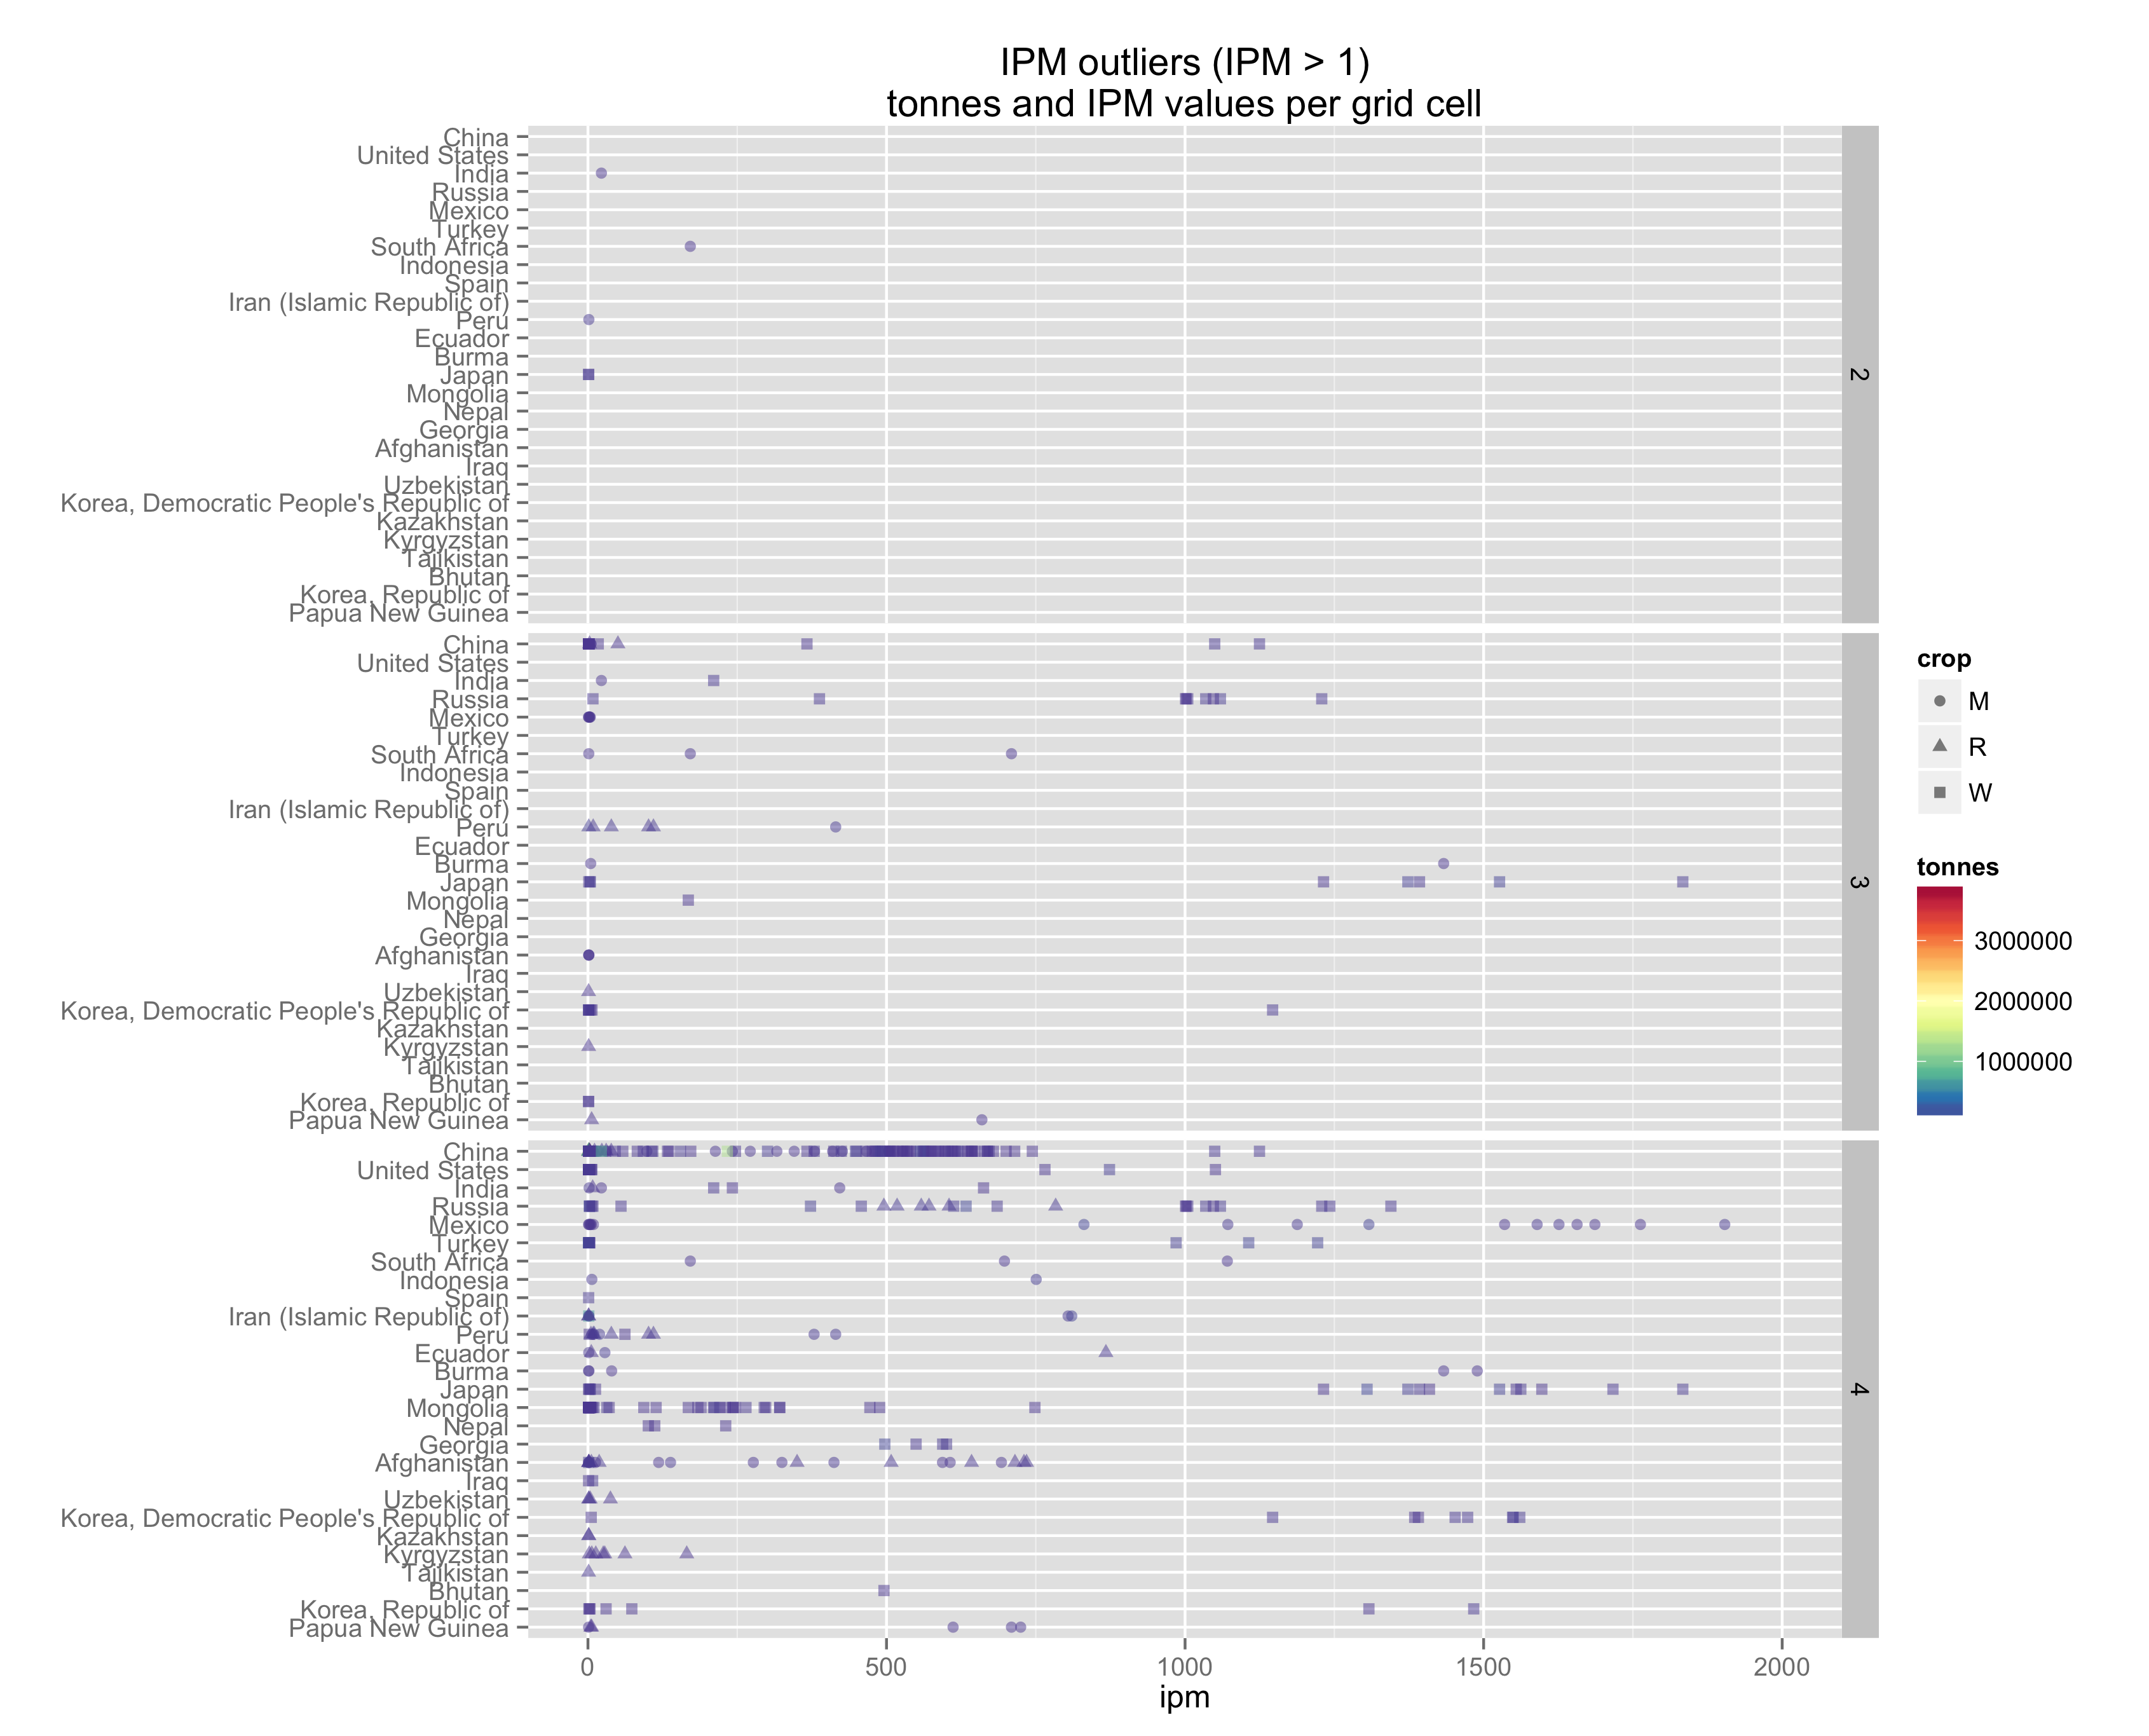 IPM outliers (IPM > 1)
tonnes and IPM values per grid cell
China
United States
India
Russia
Mexico
Turkey
South Africa
Indonesia
Spain
Iran (Islamic Republic of)
Peru
Ecuador
Burma
Japan
Mongolia
Nepal
Georgia
Afghanistan
Iraq
Uzbekistan
Korea, Democratic People's Republic of
Kazakhstan
Kyrgyzstan
Tajikistan
Bhutan
Korea, Republic of
Papua New Guinea
2
China
United States
India
Russia
Mexico
Turkey
South Africa
Indonesia
Spain
Iran (Islamic Republic of)
Peru
Ecuador
Burma
Japan
Mongolia
Nepal
Georgia
Afghanistan
Iraq
Uzbekistan
Korea, Democratic People's Republic of
Kazakhstan
Kyrgyzstan
Tajikistan
Bhutan
Korea, Republic of
Papua New Guinea
3
China
United States
India
Russia
Mexico
Turkey
South Africa
Indonesia
Spain
Iran (Islamic Republic of)
Peru
Ecuador
Burma
Japan
Mongolia
Nepal
Georgia
Afghanistan
Iraq
Uzbekistan
Korea, Democratic People's Republic of
Kazakhstan
Kyrgyzstan
Tajikistan
Bhutan
Korea, Republic of
Papua New Guinea
4
0 500 1000 1500 2000
ipm
crop
M
R
W
tonnes
3000000
2000000
1000000